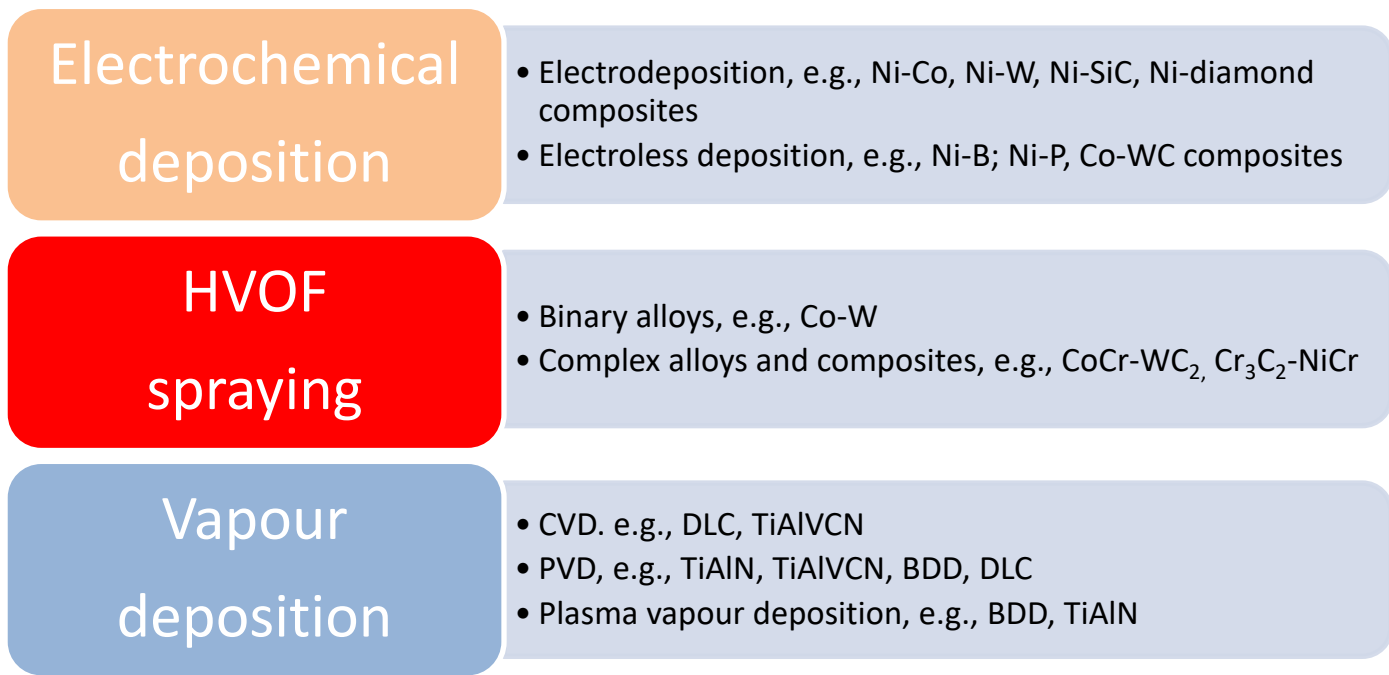 Electrochemical
deposition
• Electrodeposition, e.g., Ni-Co, Ni-W, Ni-SiC, Ni-diamond
composites
• Electroless deposition, e.g., Ni-B; Ni-P, Co-WC composites
HVOF
spraying
• Binary alloys, e.g., Co-W
• Complex alloys and composites, e.g., CoCr-WC₂, Cr₃C₂-NiCr
Vapour
deposition
• CVD. e.g., DLC, TiAlVCN
• PVD, e.g., TiAlN, TiAlVCN, BDD, DLC
• Plasma vapour deposition, e.g., BDD, TiAlN